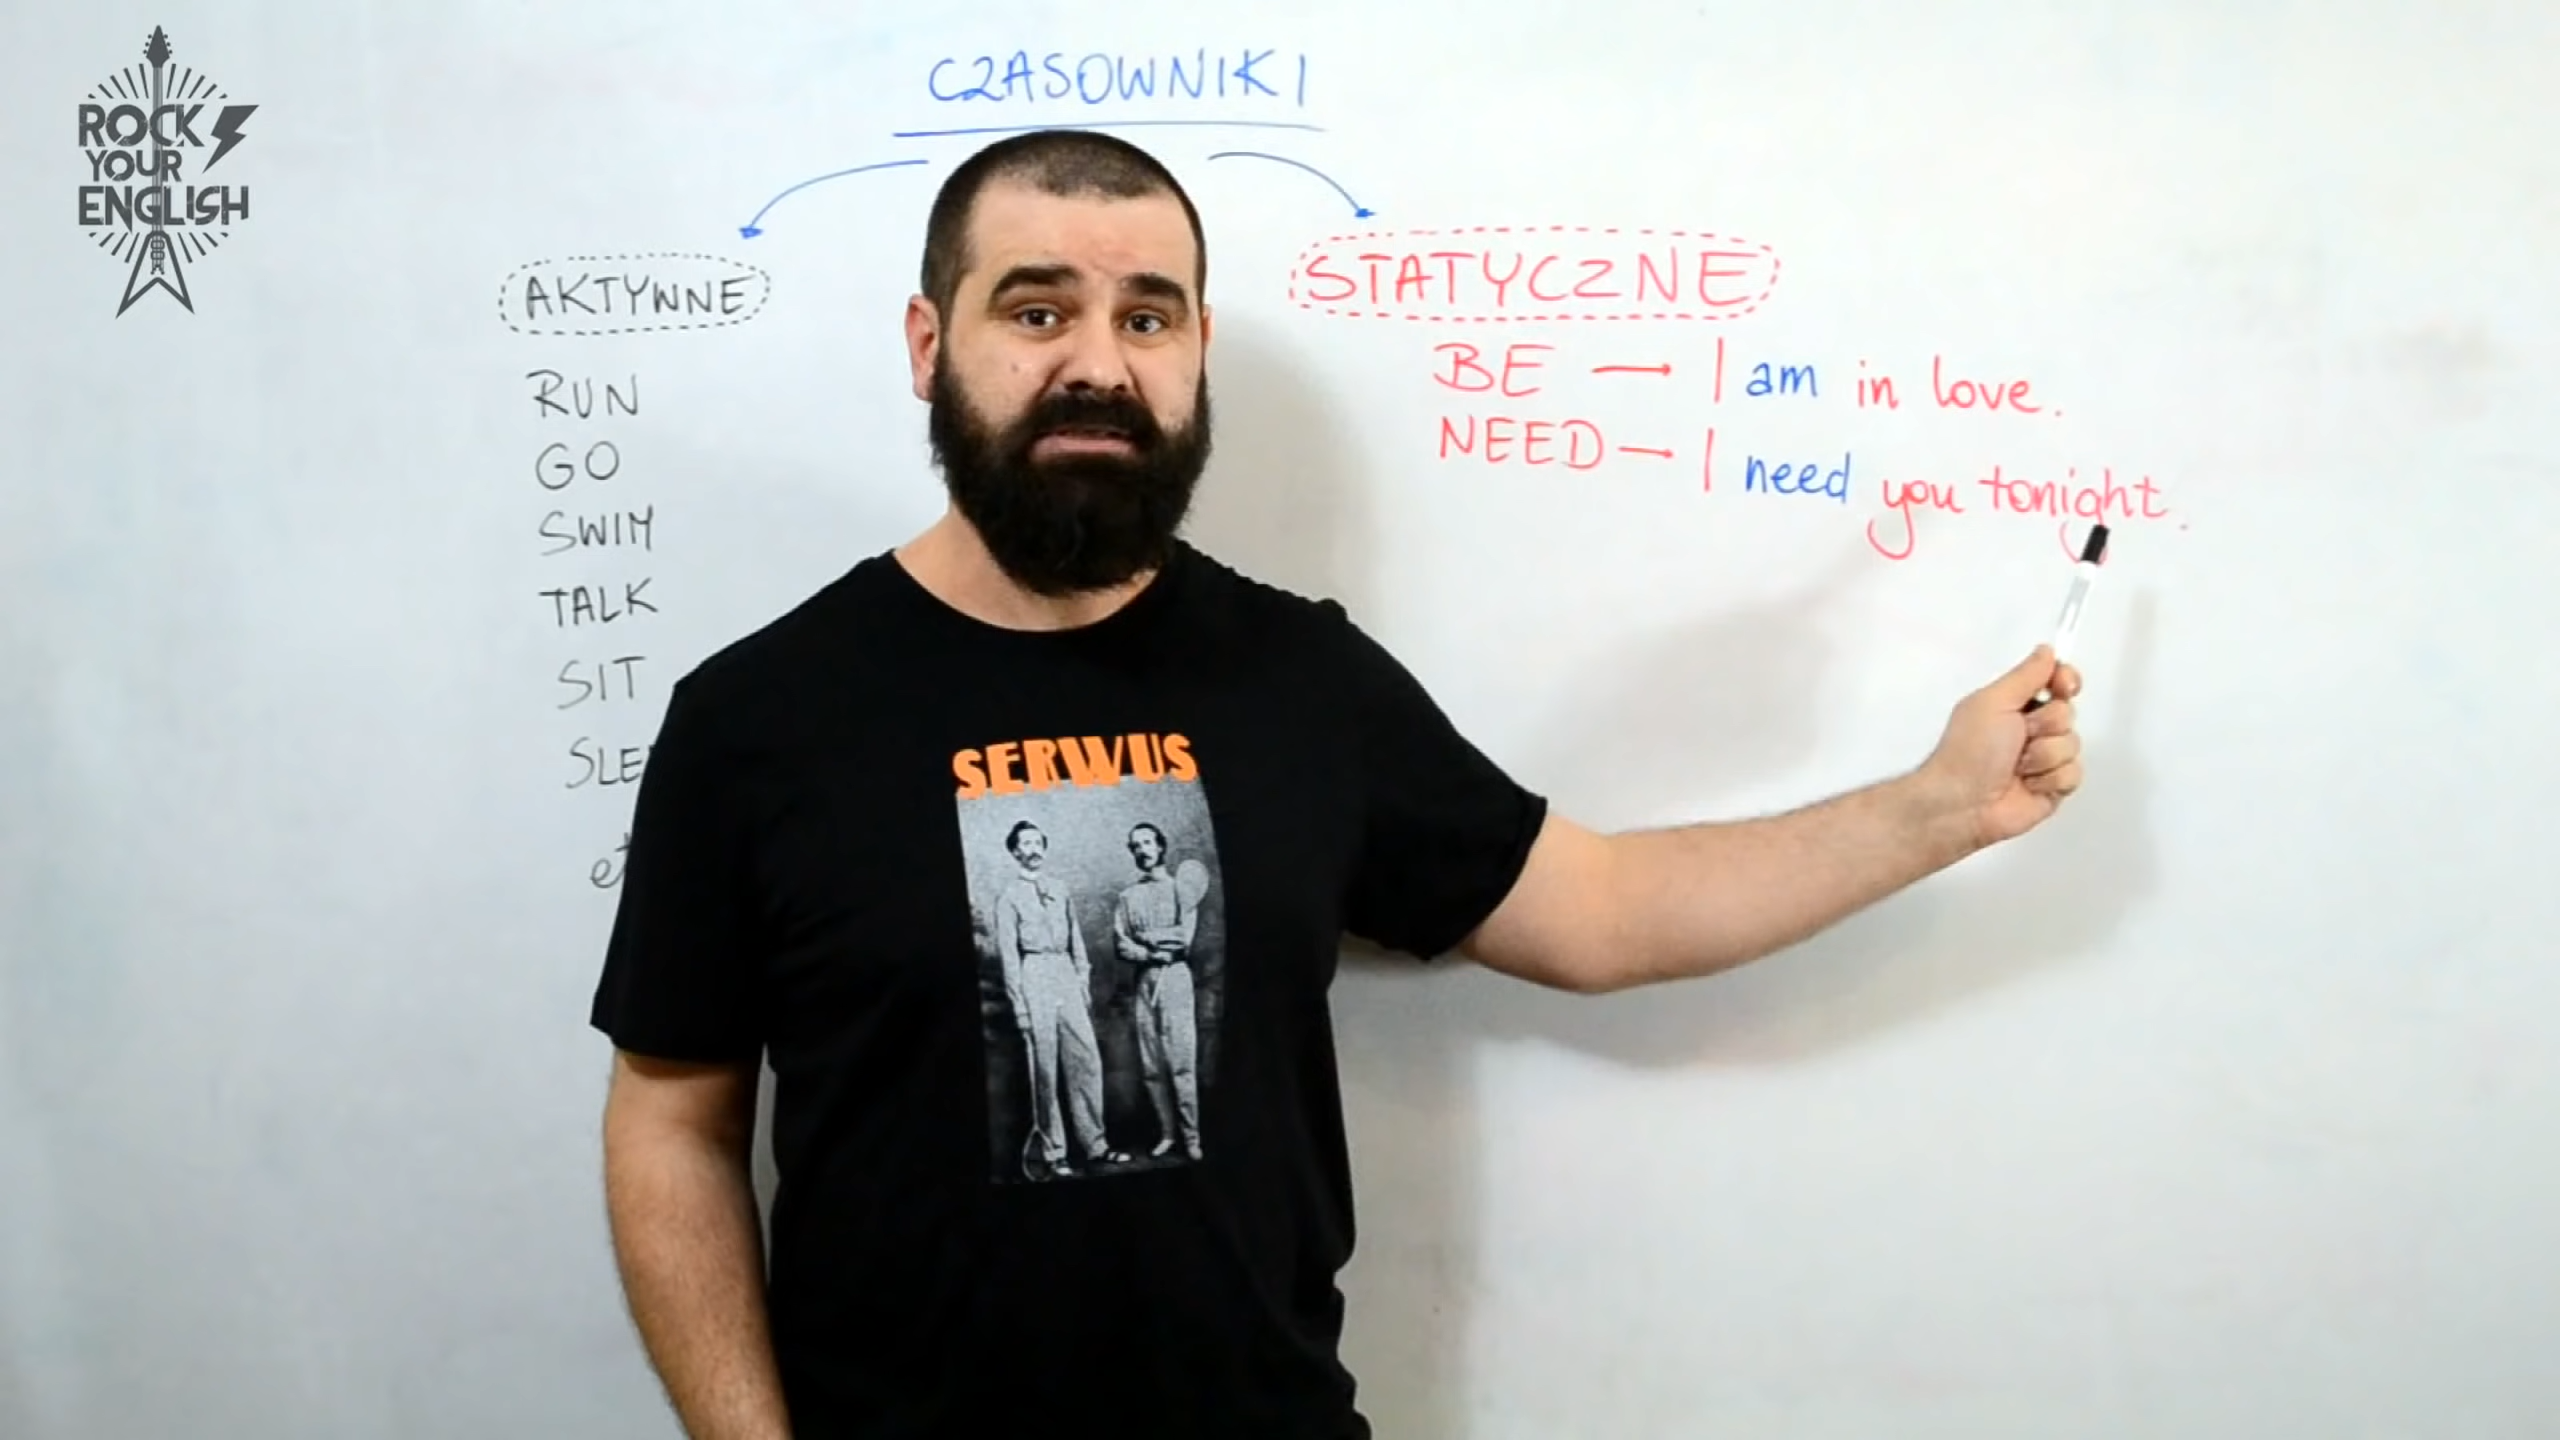 ROCK
YOUR
ENGLISH
CZASOWNIKI
AKTYWNE
RUN
GO
SWIM
TALK
SIT
STATYCZNE
BE → I am in love.
NEED → I need you tonight.
SERWUS